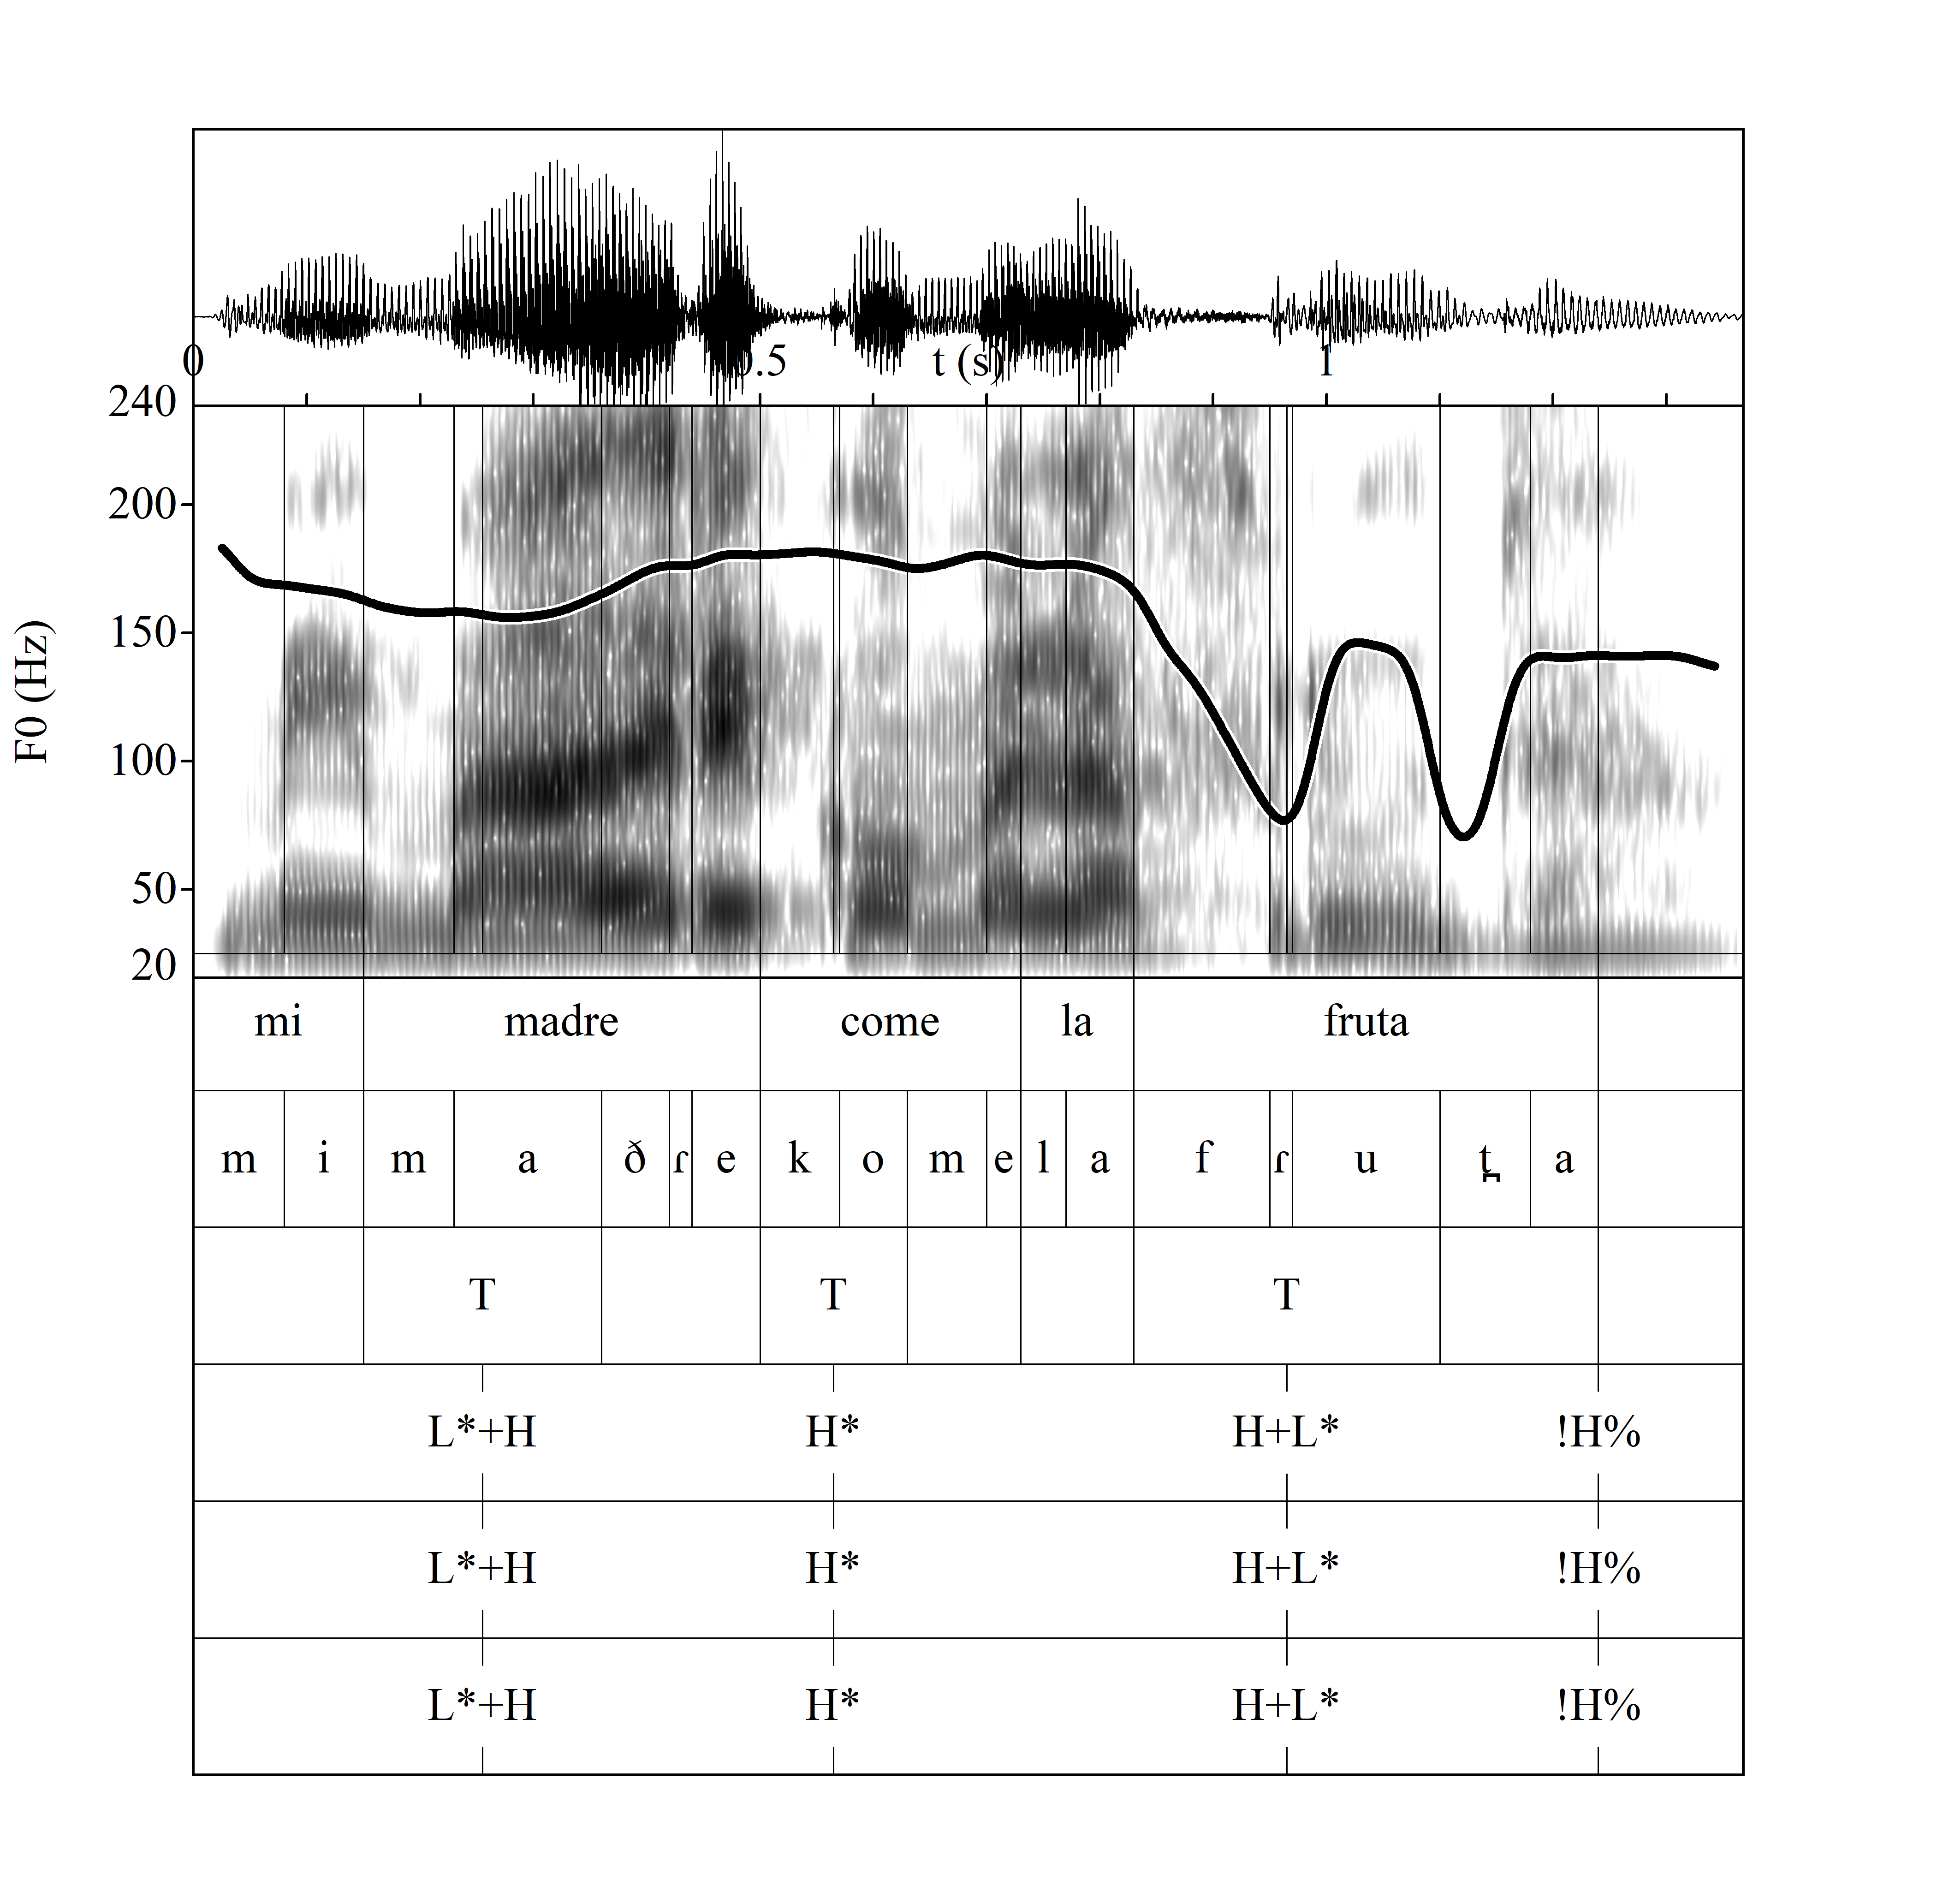 0 0.5 t (s) 1
240
200
150
100
50
20
F0 (Hz)
mi madre come la fruta
m i m a ð ɾ e k o m e l a f ɾ u t̪ a
T T T
L*+H H* H+L* !H%
L*+H H* H+L* !H%
L*+H H* H+L* !H%